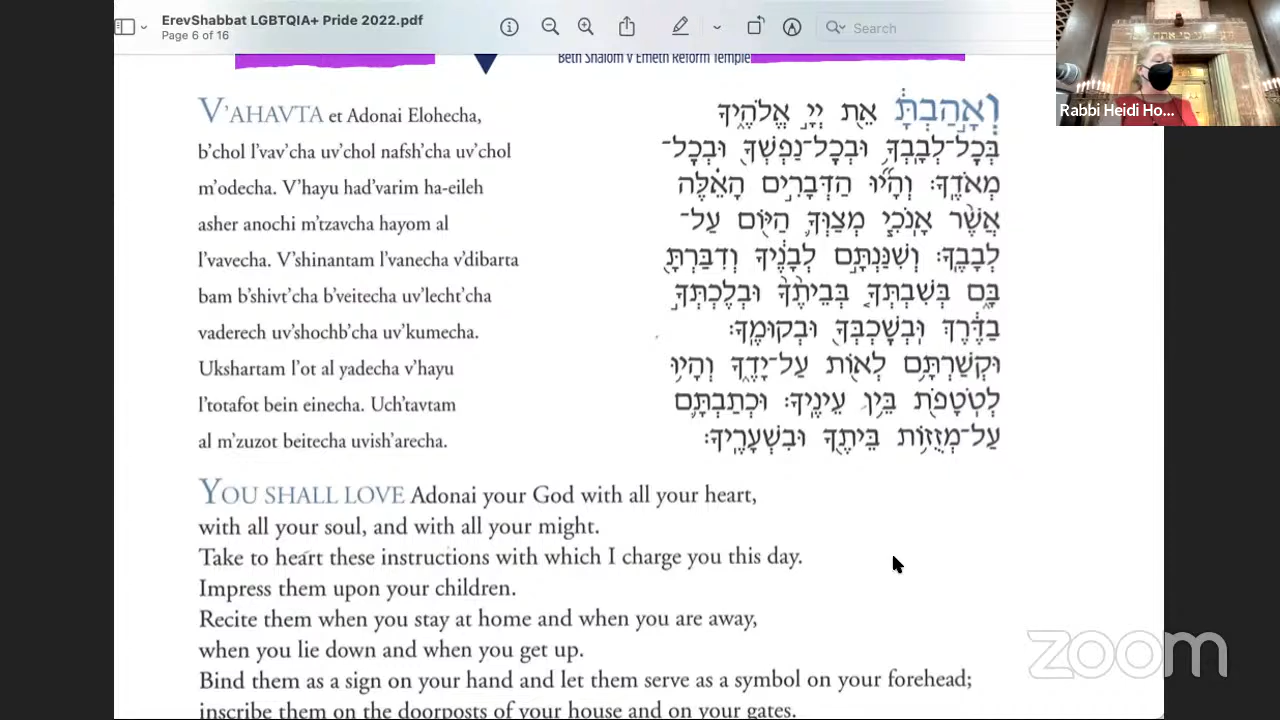 ErevShabbat LGBTQIA+ Pride 2022.pdf
Page 6 of 16
Search
Beth Shalom v Emeth Reform Temple
Rabbi Heidi Ho...
V'AHAVTA et Adonai Elohecha,
b'chol l'vav'cha uv'chol nafsh'cha uv'chol
m'odecha. V'hayu had'varim ha-eileh
asher anochi m'tzavcha hayom al
l'vavecha. V'shinantam l'vanecha v'dibarta
bam b'shivt'cha b'veitecha uv'lecht'cha
vaderech uv'shochb'cha uv'kumecha.
Ukshartam l'ot al yadecha v'hayu
l'totafot bein einecha. Uch'tavtam
al m'zuzot beitecha uvish'arecha.
וְאָ֣הַבְתָּ֔ אֵ֖ת יְיָ֣ אֱלֹהֶ֑יךָ
בְּכׇל־לְבָבְךָ֥ וּבְכׇל־נַפְשְׁךָ֖ וּבְכׇל־
מְאֹדֶֽךָ׃ וְהָי֞וּ הַדְּבָרִ֣ים הָאֵ֗לֶּה
אֲשֶׁ֨ר אָנֹכִ֧י מְצַוְּךָ֛ הַיּ֖וֹם עַל־
לְבָבֶֽךָ׃ וְשִׁנַּנְתָּ֣ם לְבָנֶ֔יךָ וְדִבַּרְתָּ֖
בָּ֑ם בְּשִׁבְתְּךָ֤ בְּבֵיתֶ֙ךָ֙ וּבְלֶכְתְּךָ֣
בַדֶּ֔רֶךְ וּֽבְשׇׁכְבְּךָ֖ וּבְקוּמֶֽךָ׃
וּקְשַׁרְתָּ֥ם לְא֖וֹת עַל־יָדֶ֑ךָ וְהָי֥וּ
לְטֹטָפֹ֖ת בֵּ֥ין עֵינֶֽיךָ׃ וּכְתַבְתָּ֛ם
עַל־מְזֻז֥וֹת בֵּיתֶ֖ךָ וּבִשְׁעָרֶֽיךָ׃
YOU SHALL LOVE Adonai your God with all your heart,
with all your soul, and with all your might.
Take to heart these instructions with which I charge you this day.
Impress them upon your children.
Recite them when you stay at home and when you are away,
when you lie down and when you get up.
Bind them as a sign on your hand and let them serve as a symbol on your forehead;
inscribe them on the doorposts of your house and on your gates.
zoom